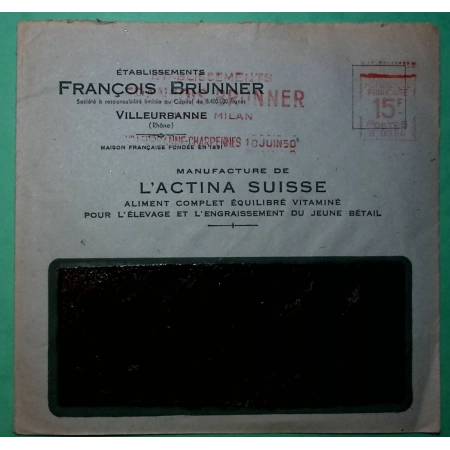 ÉTABLISSEMENTS
FRANÇOIS BRUNNER
Société à responsabilité limitée au Capital de
VILLEURBANNE
(Rhône)
MAISON FRANÇAISE FONDÉE EN 1891
ÉTABLISSEMENTS
BRUNNER
MILAN
VILLEURBANNE-CHARPENNES 10 JUIN 50
15F
POSTES
MANUFACTURE DE
L'ACTINA SUISSE
ALIMENT COMPLET ÉQUILIBRÉ VITAMINÉ
POUR L'ÉLEVAGE ET L'ENGRAISSEMENT DU JEUNE BÉTAIL